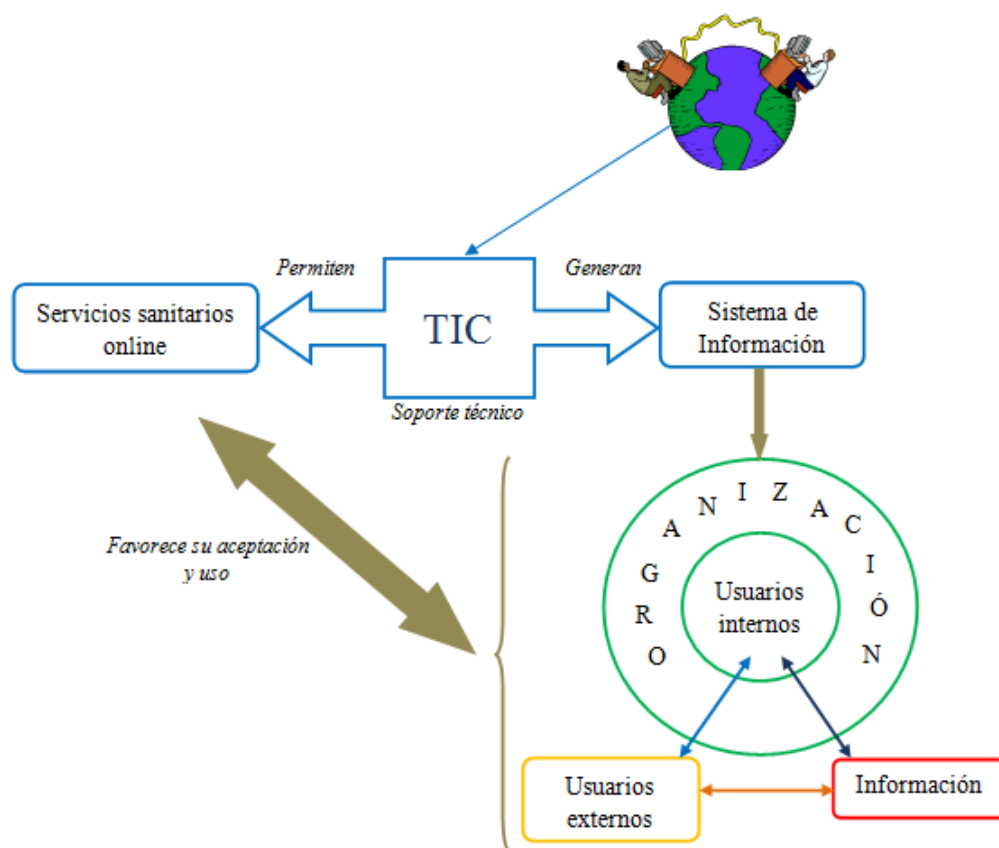 Permiten
Generan
Servicios sanitarios
online
TIC
Sistema de
Información
Soporte técnico
Favorece su aceptación
y uso
ORGANIZACIÓN
Usuarios
internos
Usuarios
externos
Información